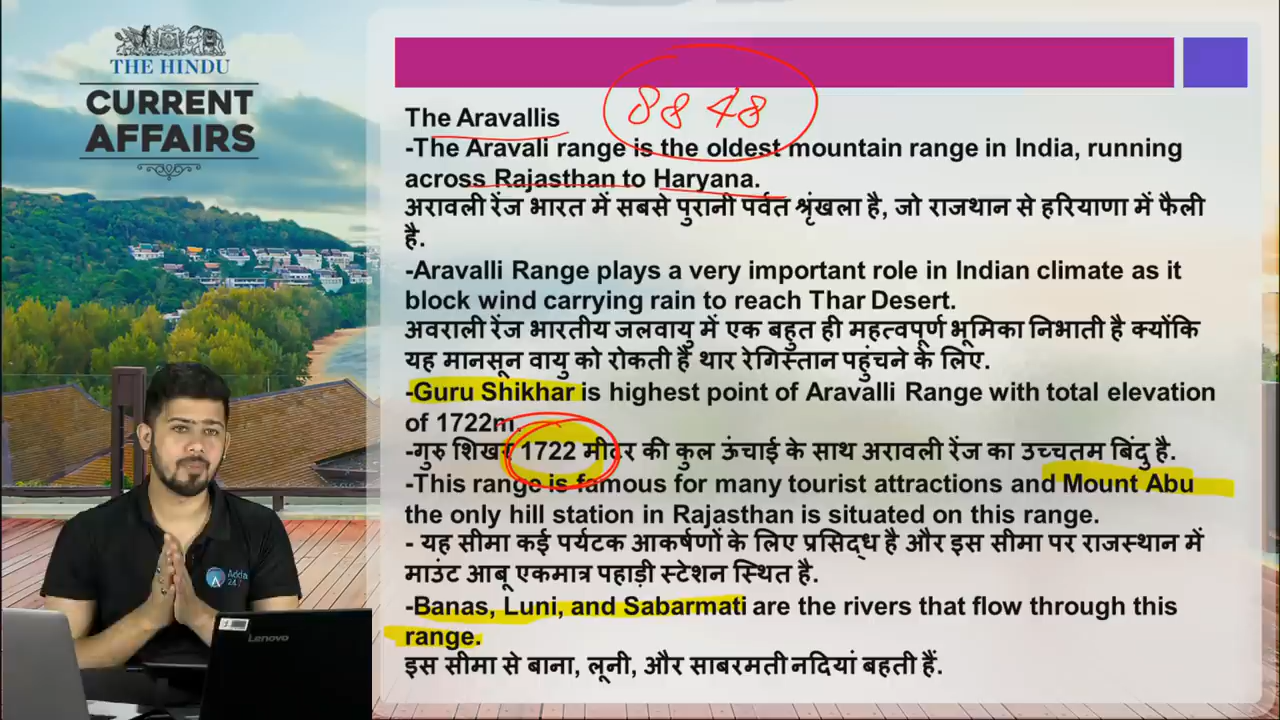 THE HINDU
CURRENT
AFFAIRS
8848
The Aravallis
-The Aravali range is the oldest mountain range in India, running
across Rajasthan to Haryana.
अरावली रेंज भारत में सबसे पुरानी पर्वत श्रृंखला है, जो राजथान से हरियाणा में फैली
है.
-Aravalli Range plays a very important role in Indian climate as it
block wind carrying rain to reach Thar Desert.
अवराली रेंज भारतीय जलवायु में एक बहुत ही महत्वपूर्ण भूमिका निभाती है क्योंकि
यह मानसून वायु को रोकती है थार रेगिस्तान पहुंचने के लिए.
-Guru Shikhar is highest point of Aravalli Range with total elevation
of 1722m.
-गुरु शिखर 1722 मीटर की कुल ऊंचाई के साथ अरावली रेंज का उच्चतम बिंदु है.
-This range is famous for many tourist attractions and Mount Abu
the only hill station in Rajasthan is situated on this range.
- यह सीमा कई पर्यटक आकर्षणों के लिए प्रसिद्ध है और इस सीमा पर राजस्थान में
माउंट आबू एकमात्र पहाड़ी स्टेशन स्थित है.
-Banas, Luni, and Sabarmati are the rivers that flow through this
range.
इस सीमा से बाना, लूनी, और साबरमती नदियां बहती हैं.
Adda
247
Lenovo